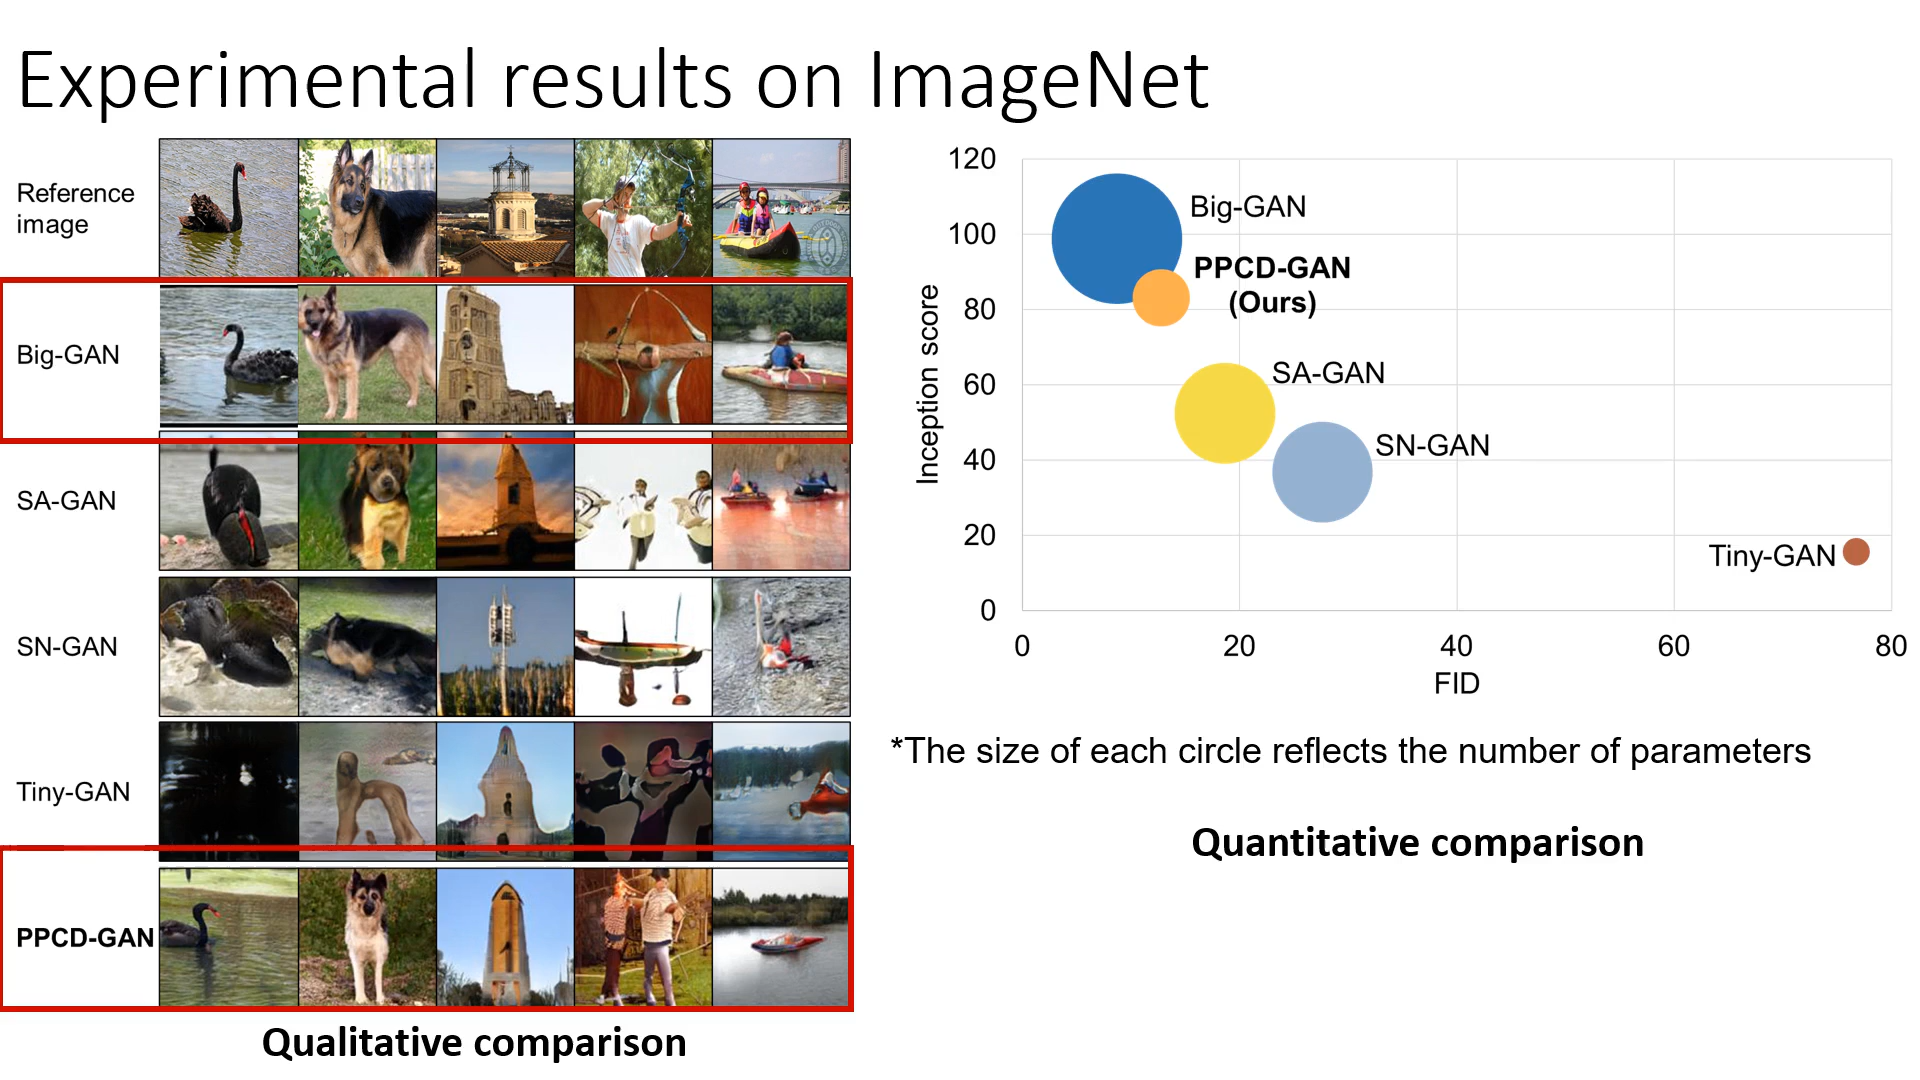 Experimental results on ImageNet
Reference
image
Big-GAN
SA-GAN
SN-GAN
Tiny-GAN
PPCD-GAN
Qualitative comparison
120
100
80
60
40
20
0
Inception score
Big-GAN
PPCD-GAN
(Ours)
SA-GAN
SN-GAN
Tiny-GAN
0 20 40 60 80
FID
*The size of each circle reflects the number of parameters
Quantitative comparison